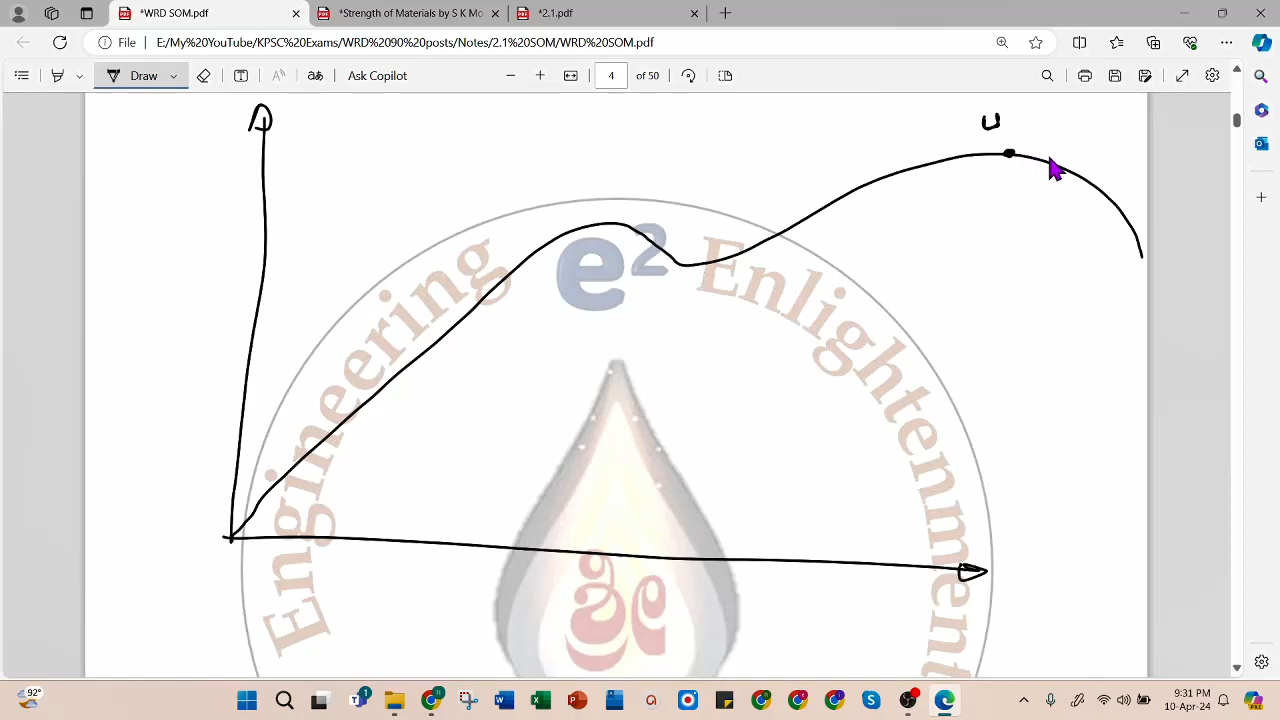 *WRD SOM.pdf
*Strength of Materials by S K Mo
*2.1.pdf
File E:/My%20YouTube/KPSC%20Exams/WRD%2090%20posts/Notes/2.1%20SOM/WRD%20SOM.pdf
Draw
Ask Copilot
4 of 50
u
Engineering e2 Enlightenment
92°
9:31 PM
10-Apr-24